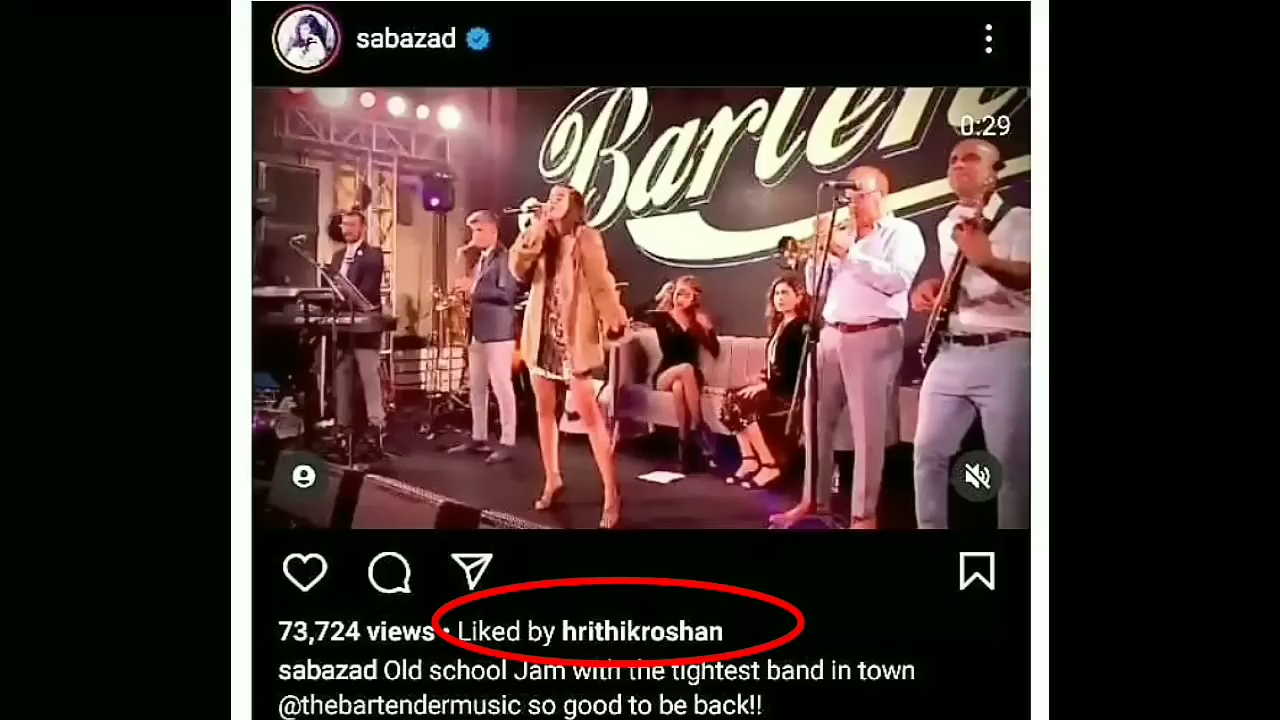 sabazad
Barten
0:29
73,724 views • Liked by hrithikroshan
sabazad Old school Jam with the tightest band in town
@thebartendermusic so good to be back!!